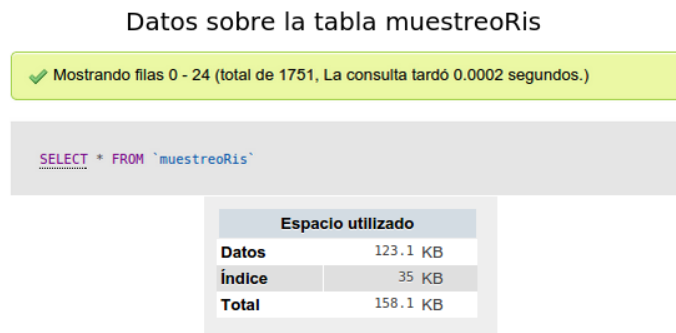 Datos sobre la tabla muestreoRis
Mostrando filas 0 - 24 (total de 1751, La consulta tardó 0.0002 segundos.)
SELECT * FROM `muestreoRis`
Espacio utilizado
Datos 123.1 KB
Índice 35 KB
Total 158.1 KB